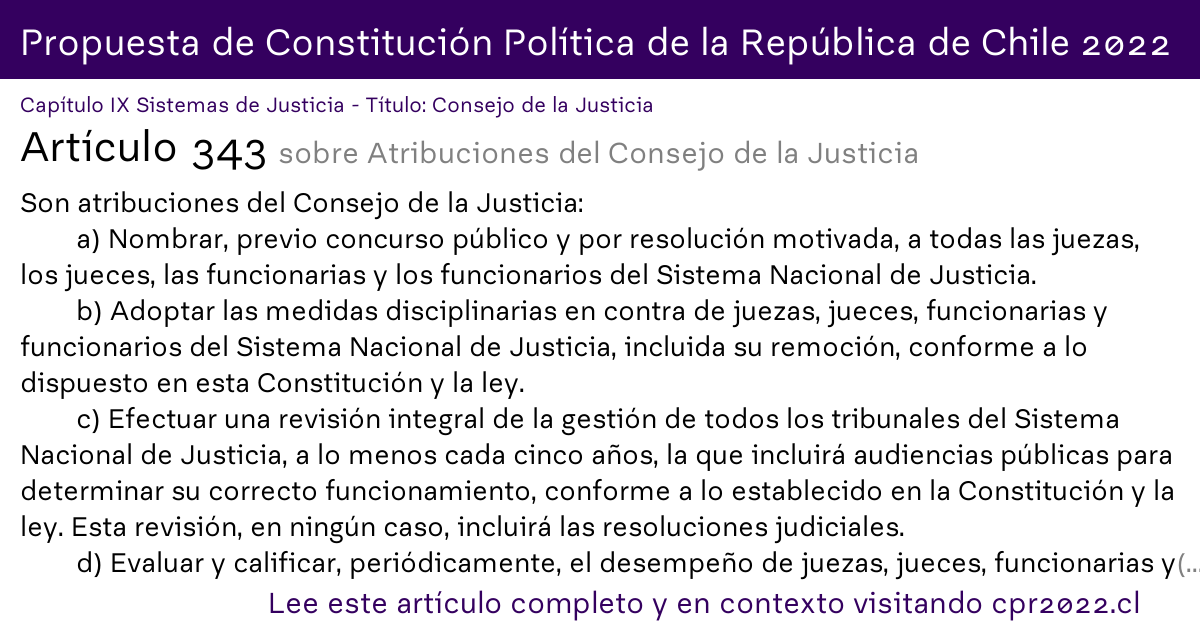 Propuesta de Constitución Política de la República de Chile 2022
Capítulo IX Sistemas de Justicia - Título: Consejo de la Justicia
Artículo 343 sobre Atribuciones del Consejo de la Justicia
Son atribuciones del Consejo de la Justicia:
a) Nombrar, previo concurso público y por resolución motivada, a todas las juezas,
los jueces, las funcionarias y los funcionarios del Sistema Nacional de Justicia.
b) Adoptar las medidas disciplinarias en contra de juezas, jueces, funcionarias y
funcionarios del Sistema Nacional de Justicia, incluida su remoción, conforme a lo
dispuesto en esta Constitución y la ley.
c) Efectuar una revisión integral de la gestión de todos los tribunales del Sistema
Nacional de Justicia, a lo menos cada cinco años, la que incluirá audiencias públicas para
determinar su correcto funcionamiento, conforme a lo establecido en la Constitución y la
ley. Esta revisión, en ningún caso, incluirá las resoluciones judiciales.
d) Evaluar y calificar, periódicamente, el desempeño de juezas, jueces, funcionarias y(...
Lee este artículo completo y en contexto visitando cpr2022.cl